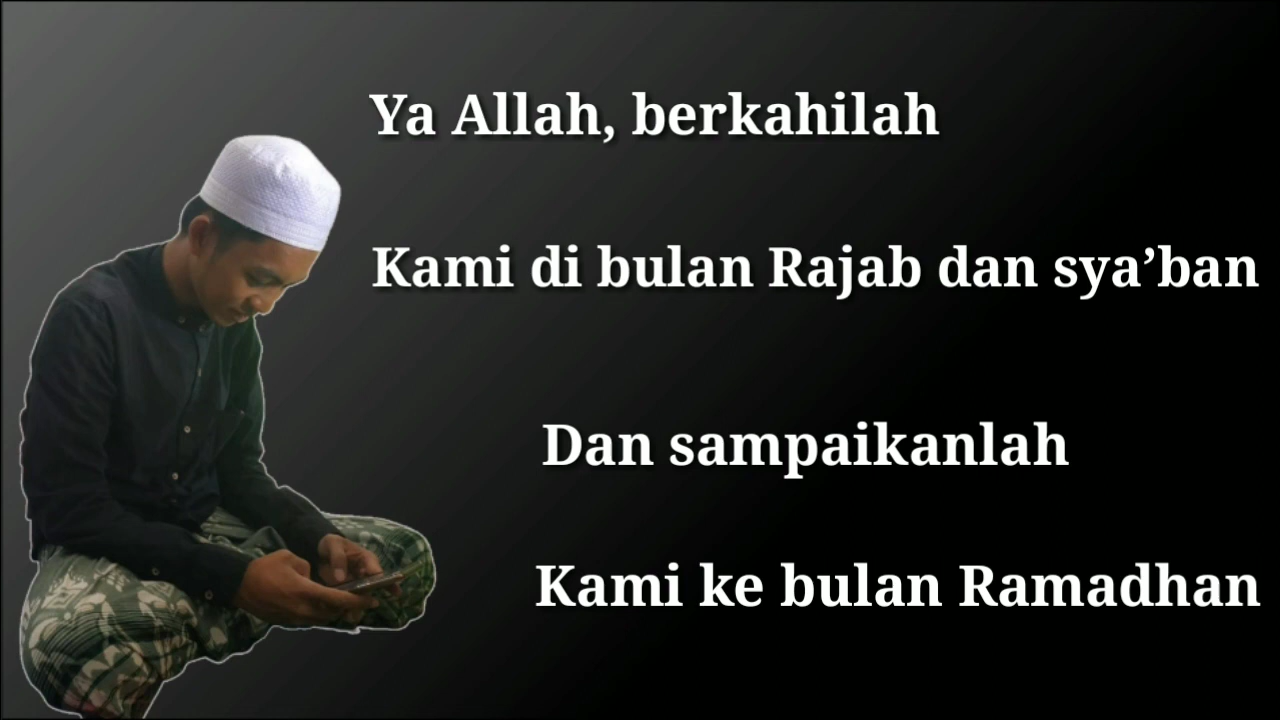 Ya Allah, berkahilah
Kami di bulan Rajab dan sya’ban
Dan sampaikanlah
Kami ke bulan Ramadhan